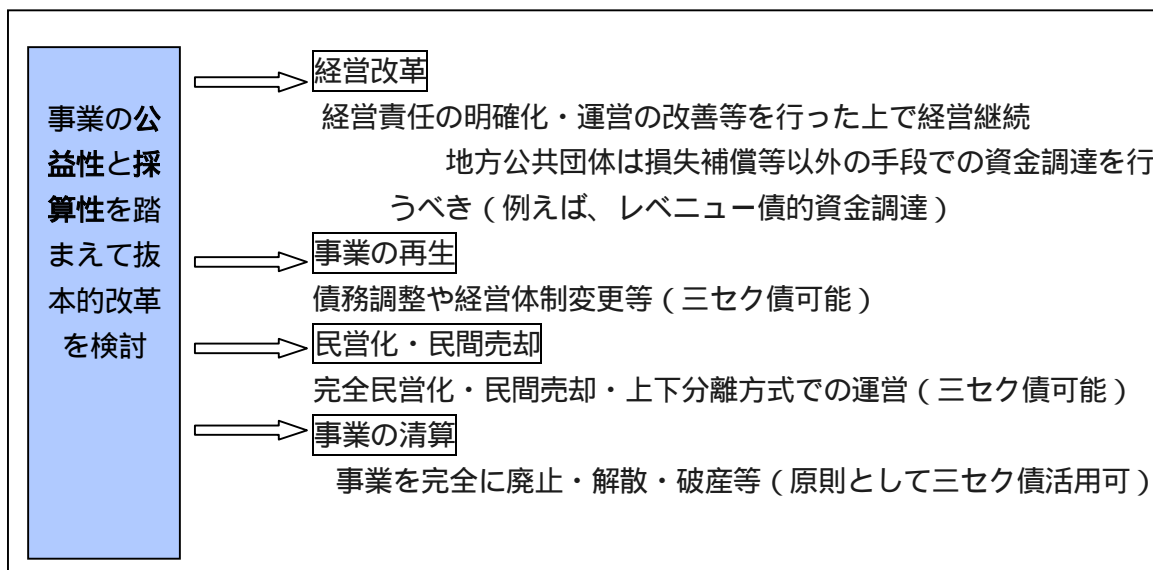 事業の公
益性と採
算性を踏
まえて抜
本的改革
を検討
経営改革
経営責任の明確化・運営の改善等を行った上で経営継続
地方公共団体は損失補償等以外の手段での資金調達を行
うべき(例えば、レベニュー債的資金調達)
事業の再生
債務調整や経営体制変更等(三セク債可能)
民営化・民間売却
完全民営化・民間売却・上下分離方式での運営(三セク債可能)
事業の清算
事業を完全に廃止・解散・破産等(原則として三セク債活用可)